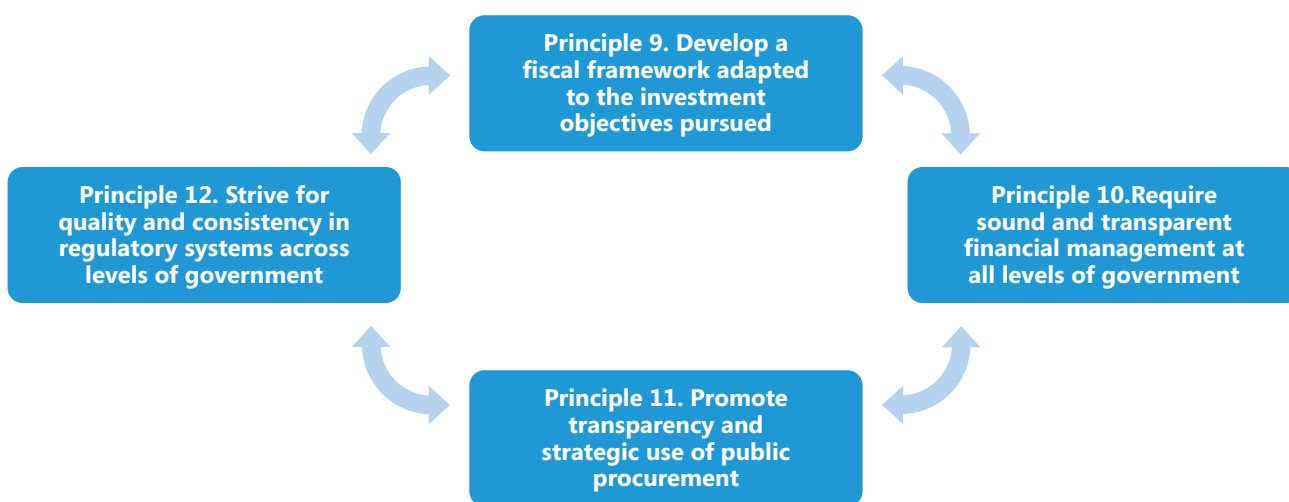 Principle 9. Develop a
fiscal framework adapted
to the investment
objectives pursued
Principle 12. Strive for
quality and consistency in
regulatory systems across
levels of government
Principle 10.Require
sound and transparent
financial management at
all levels of government
Principle 11. Promote
transparency and
strategic use of public
procurement